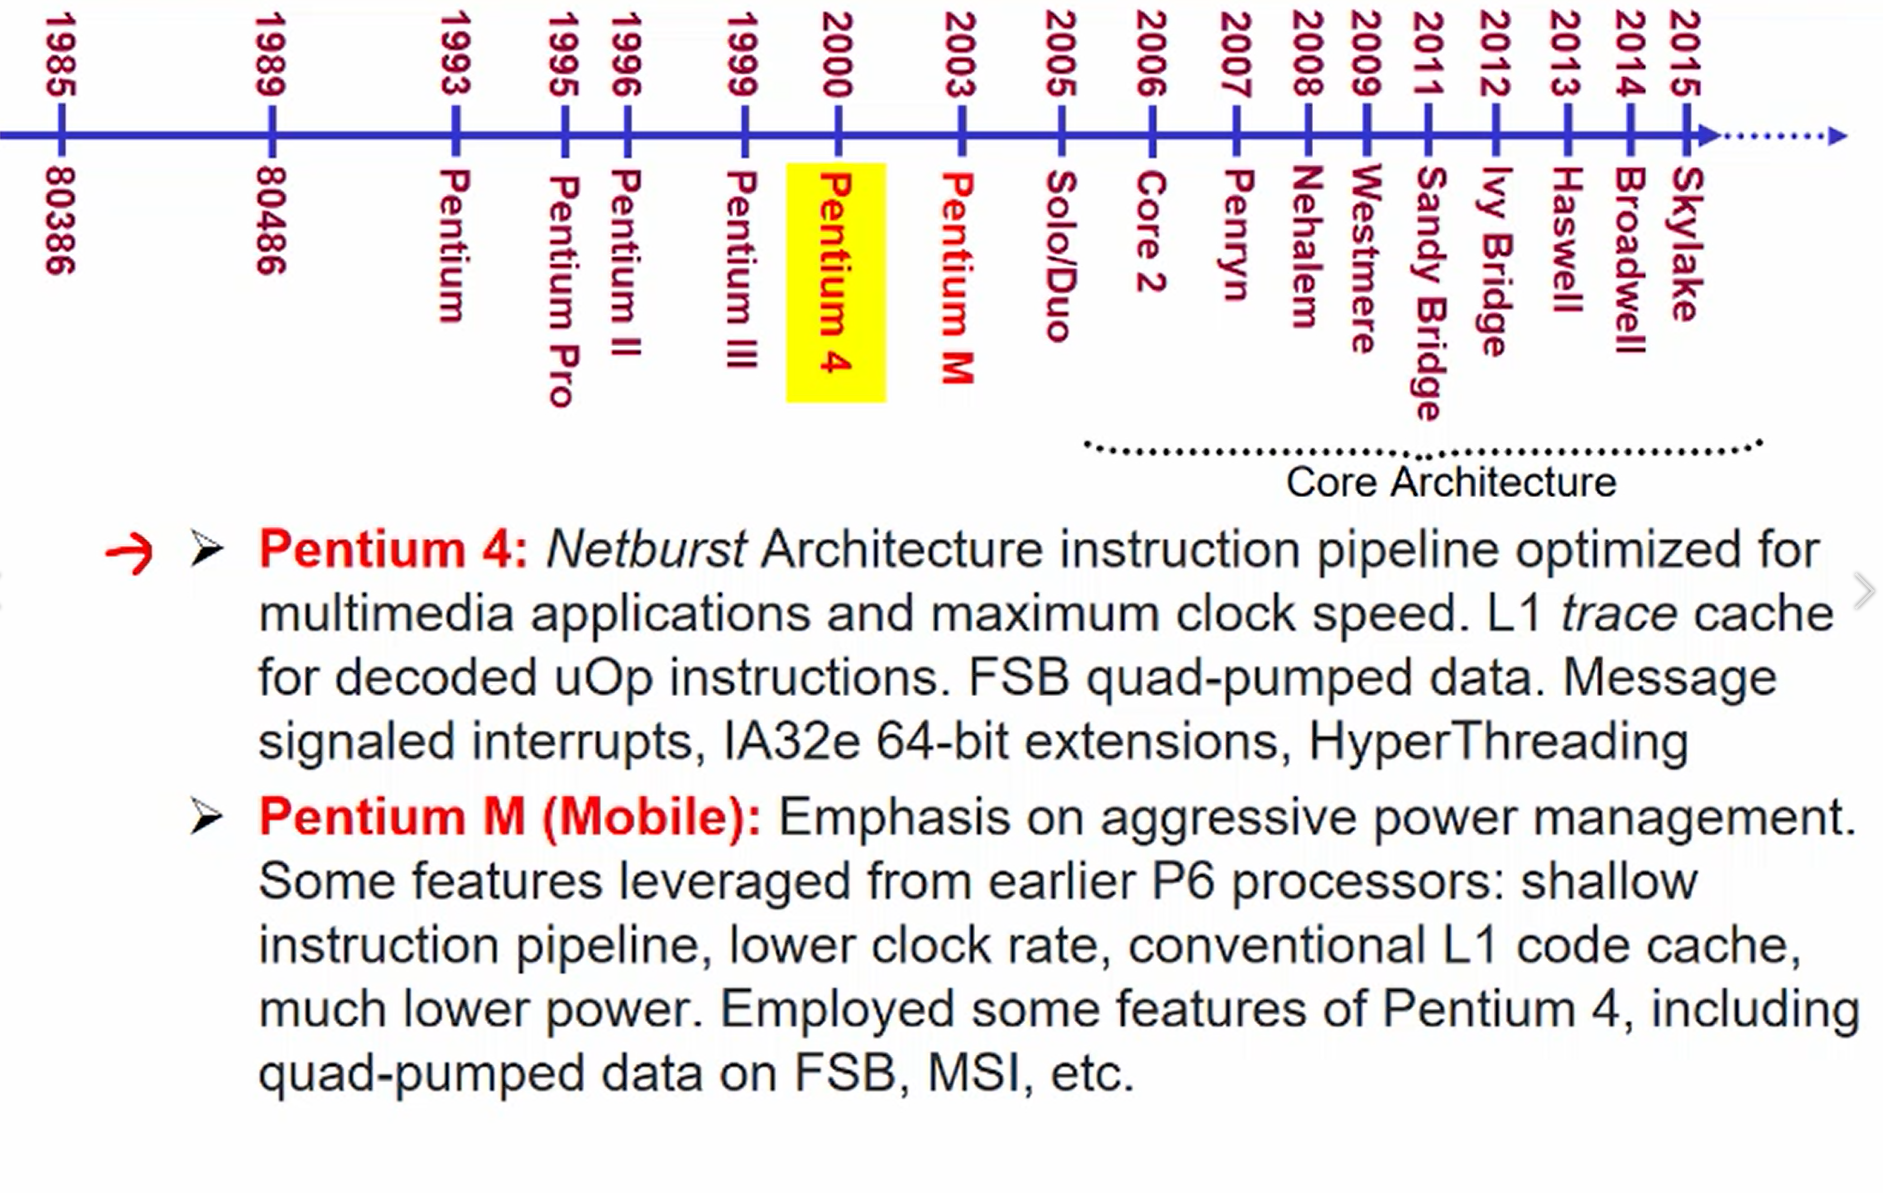 1985
1989
1993
1995
1996
1999
2000
2003
2005
2006
2007
2008
2009
2011
2012
2013
2014
2015
80386
80486
Pentium
Pentium Pro
Pentium II
Pentium III
Pentium 4
Pentium M
Solo/Duo
Core 2
Penryn
Nehalem
Westmere
Sandy Bridge
Ivy Bridge
Haswell
Broadwell
Skylake
Core Architecture
Pentium 4: Netburst Architecture instruction pipeline optimized for
multimedia applications and maximum clock speed. L1 trace cache
for decoded uOp instructions. FSB quad-pumped data. Message
signaled interrupts, IA32e 64-bit extensions, HyperThreading
Pentium M (Mobile): Emphasis on aggressive power management.
Some features leveraged from earlier P6 processors: shallow
instruction pipeline, lower clock rate, conventional L1 code cache,
much lower power. Employed some features of Pentium 4, including
quad-pumped data on FSB, MSI, etc.